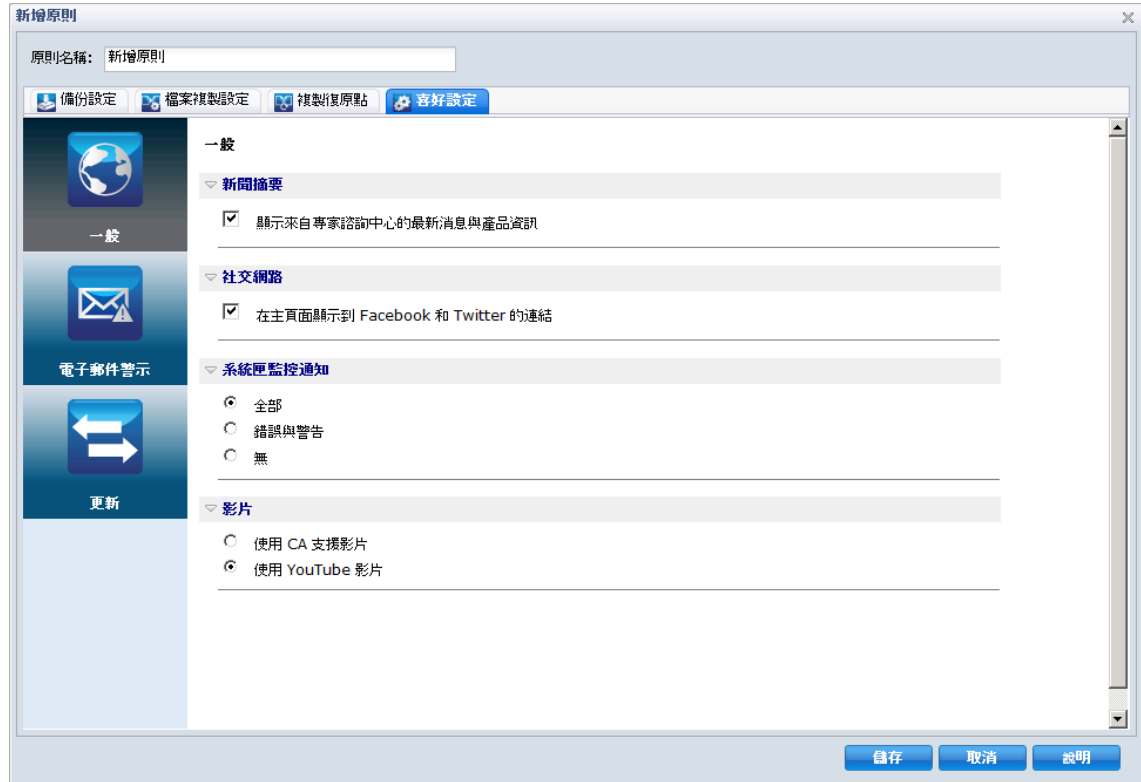 新增原則
原則名稱: 新增原則
備份設定 檔案複製設定 複製復原點 喜好設定
一般
電子郵件警示
更新
一般
新聞摘要
顯示來自專家諮詢中心的最新消息與產品資訊
社交網路
在主頁面顯示到 Facebook 和 Twitter 的連結
系統匣監控通知
全部
錯誤與警告
無
影片
使用 CA 支援影片
使用 YouTube 影片
儲存 取消 說明